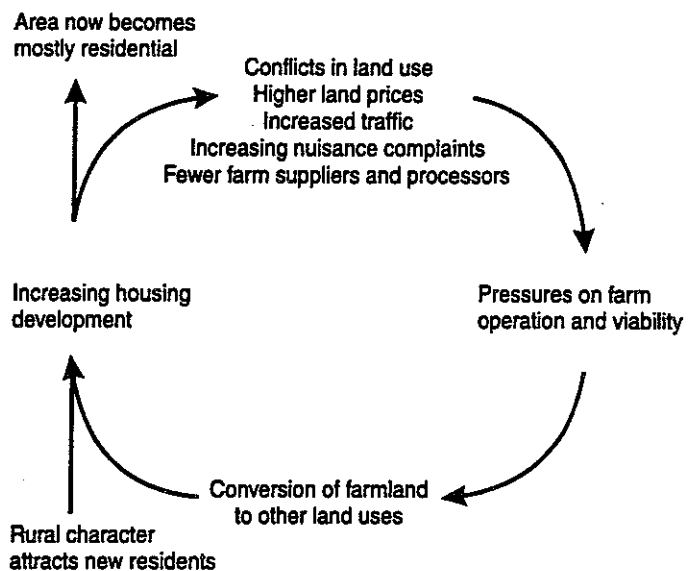 Area now becomes
mostly residential
Conflicts in land use
Higher land prices
Increased traffic
Increasing nuisance complaints
Fewer farm suppliers and processors
Increasing housing
development
Pressures on farm
operation and viability
Conversion of farmland
to other land uses
Rural character
attracts new residents